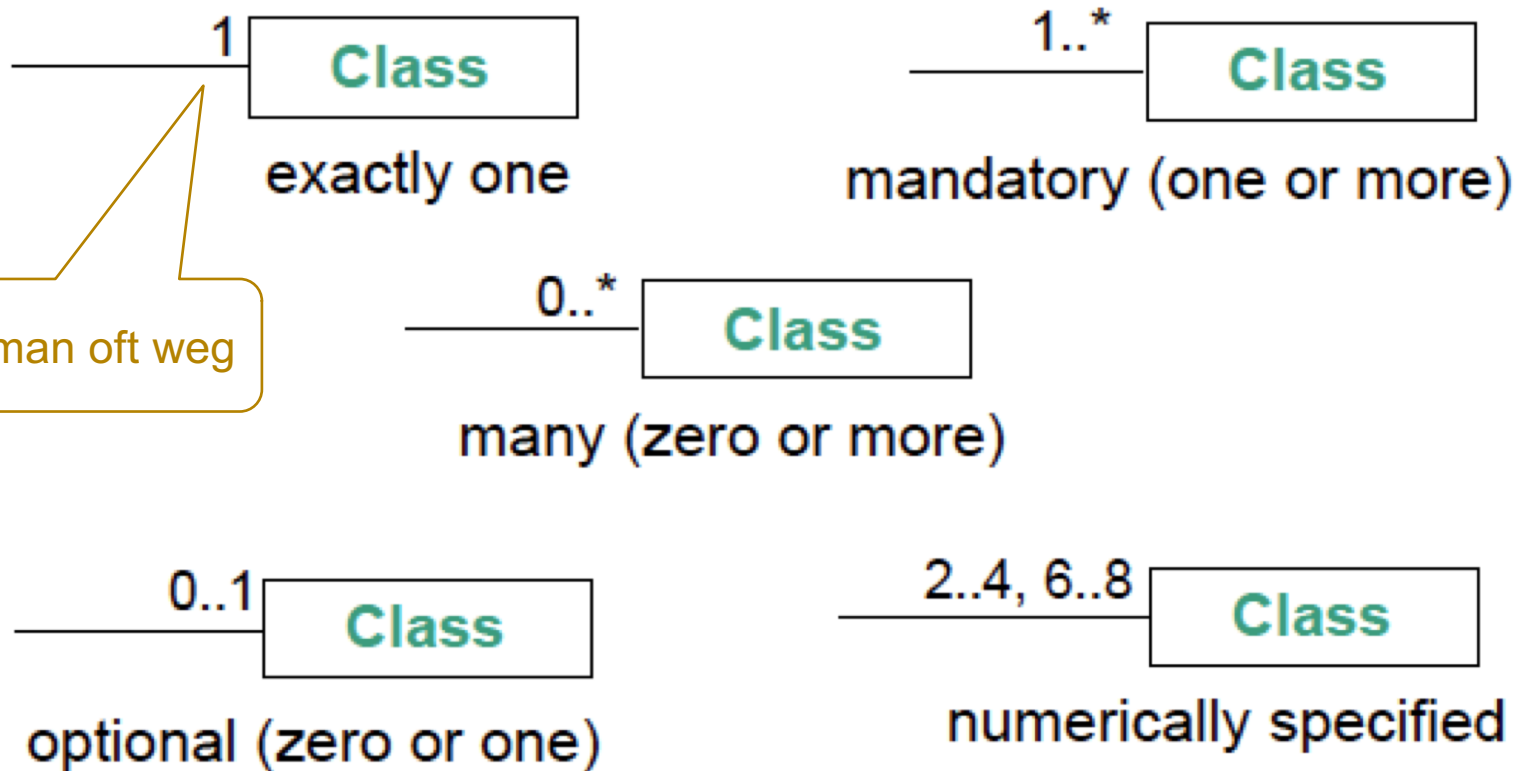 1
Class
exactly one
1..*
Class
mandatory (one or more)
man oft weg
0..*
Class
many (zero or more)
0..1
Class
optional (zero or one)
2..4, 6..8
Class
numerically specified